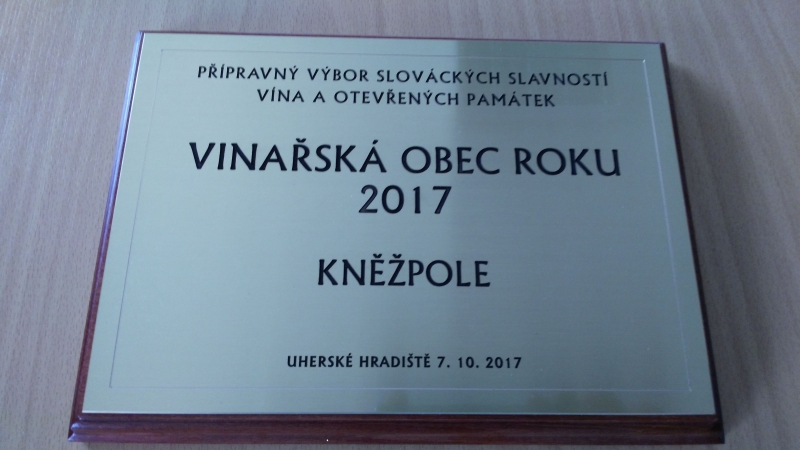 PŘÍPRAVNÝ VÝBOR SLOVÁCKÝCH SLAVNOSTÍ
VÍNA A OTEVŘENÝCH PAMÁTEK
VINAŘSKÁ OBEC ROKU
2017
KNĚŽPOLE
UHERSKÉ HRADIŠTĚ 7. 10. 2017